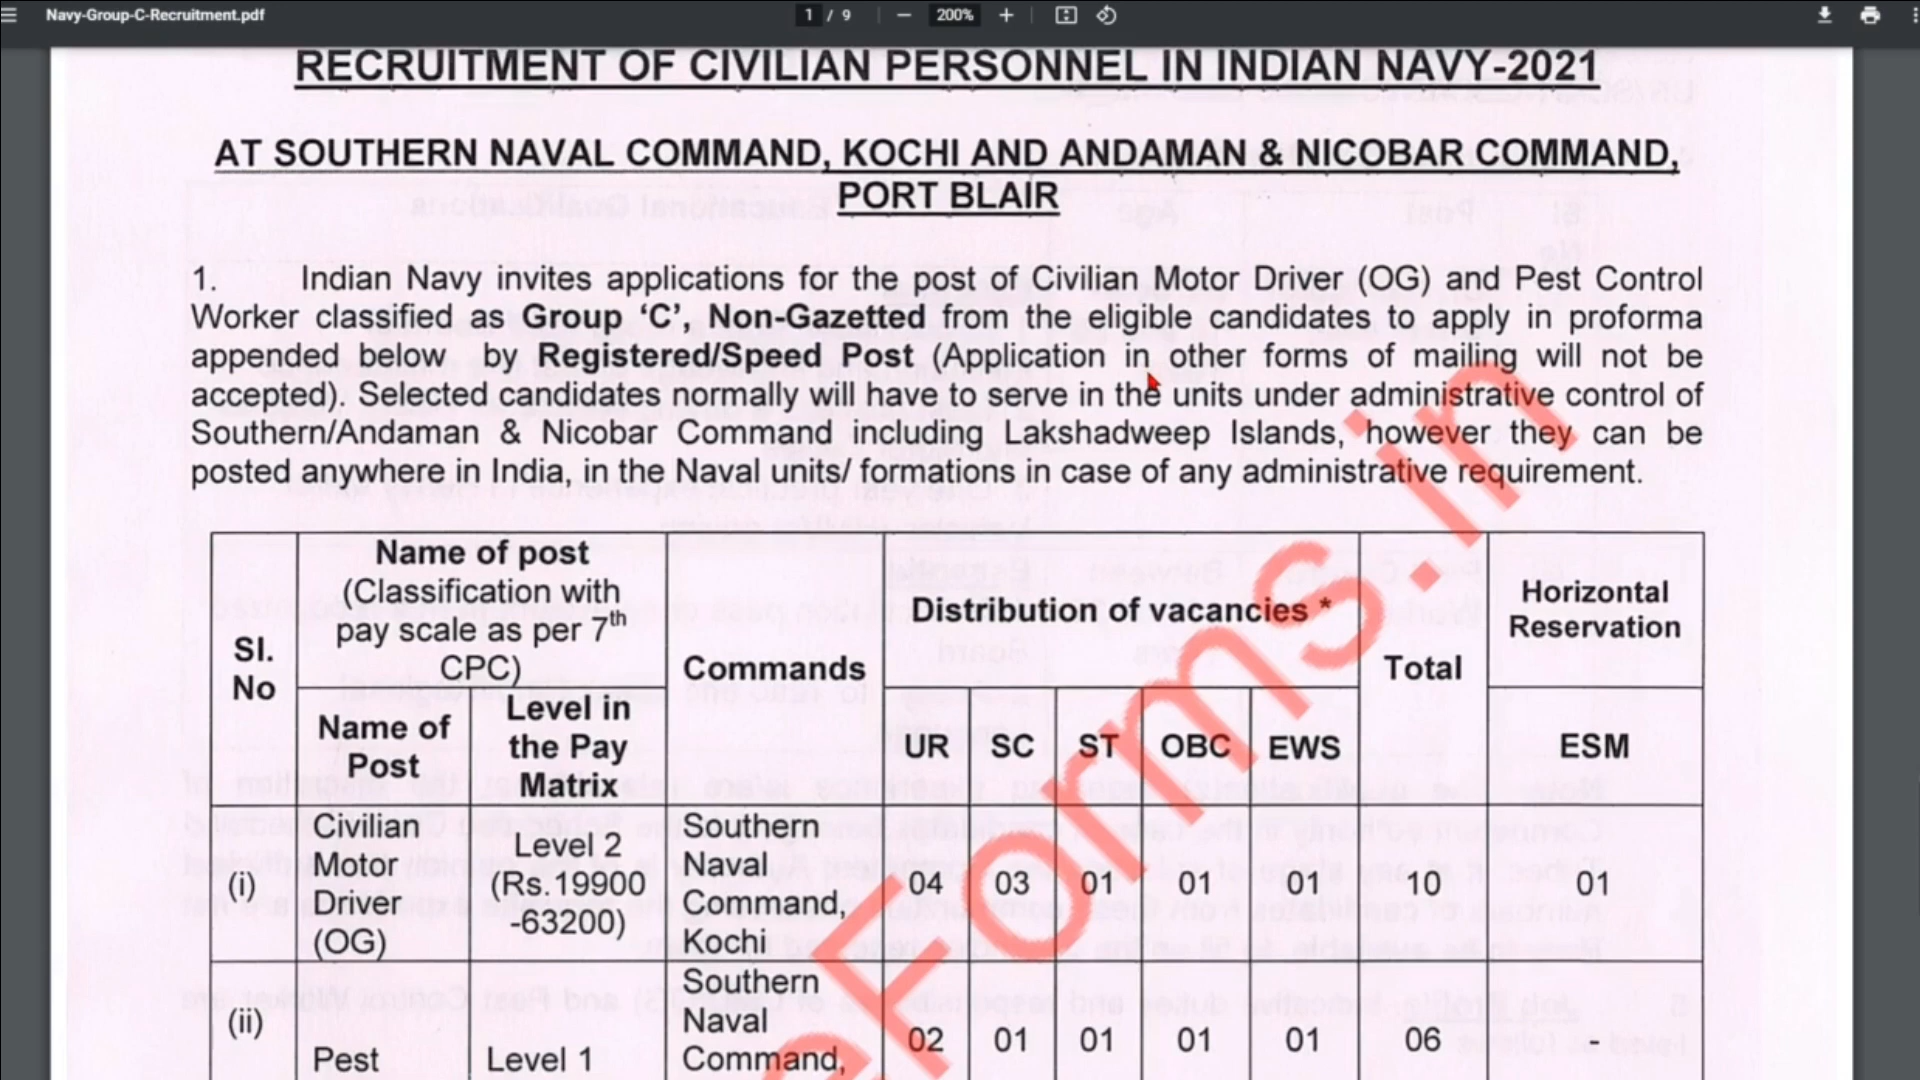 Navy-Group-C-Recruitment.pdf
1 / 9
200%
RECRUITMENT OF CIVILIAN PERSONNEL IN INDIAN NAVY-2021
AT SOUTHERN NAVAL COMMAND, KOCHI AND ANDAMAN & NICOBAR COMMAND,
PORT BLAIR
1. Indian Navy invites applications for the post of Civilian Motor Driver (OG) and Pest Control
Worker classified as Group ‘C’, Non-Gazetted from the eligible candidates to apply in proforma
appended below by Registered/Speed Post (Application in other forms of mailing will not be
accepted). Selected candidates normally will have to serve in the units under administrative control of
Southern/Andaman & Nicobar Command including Lakshadweep Islands, however they can be
posted anywhere in India, in the Naval units/ formations in case of any administrative requirement.
Sl.
No
Name of post
(Classification with
pay scale as per 7th
CPC)
Name of
Post
Level in
the Pay
Matrix
Commands
Distribution of vacancies *
UR SC ST OBC EWS
Total
Horizontal
Reservation
ESM
(i)
Civilian
Motor
Driver
(OG)
Level 2
(Rs.19900
-63200)
Southern
Naval
Command,
Kochi
04 03 01 01 01 10 01
(ii)
Pest
Level 1
Southern
Naval
Command,
02 01 01 01 01 06 -
eForms.in